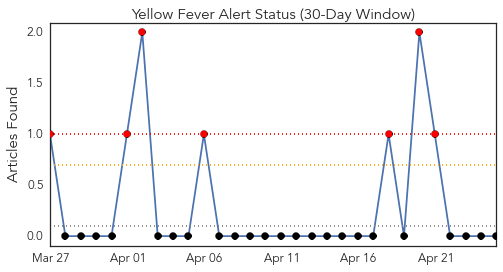 Yellow Fever Alert Status (30-Day Window)
Articles Found
2.0
1.5
1.0
0.5
0.0
Mar 27 Apr 01 Apr 06 Apr 11 Apr 16 Apr 21